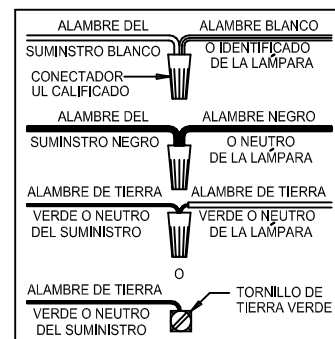 ALAMBRE DEL ALAMBRE BLANCO
SUMINSTRO BLANCO O IDENTIFICADO
DE LA LAMPARA
CONECTADOR
UL CALIFICADO
ALAMBRE DEL ALAMBRE NEGRO
SUMINSTRO NEGRO O NEUTRO
DE LA LAMPARA
ALAMBRE DE TIERRA ALAMBRE DE TIERRA
VERDE O NEUTRO VERDE O NEUTRO
DEL SUMINISTRO DE LA LAMPARA
O
ALAMBRE DE TIERRA TORNILLO DE
VERDE O NEUTRO TIERRA VERDE
DEL SUMINISTRO